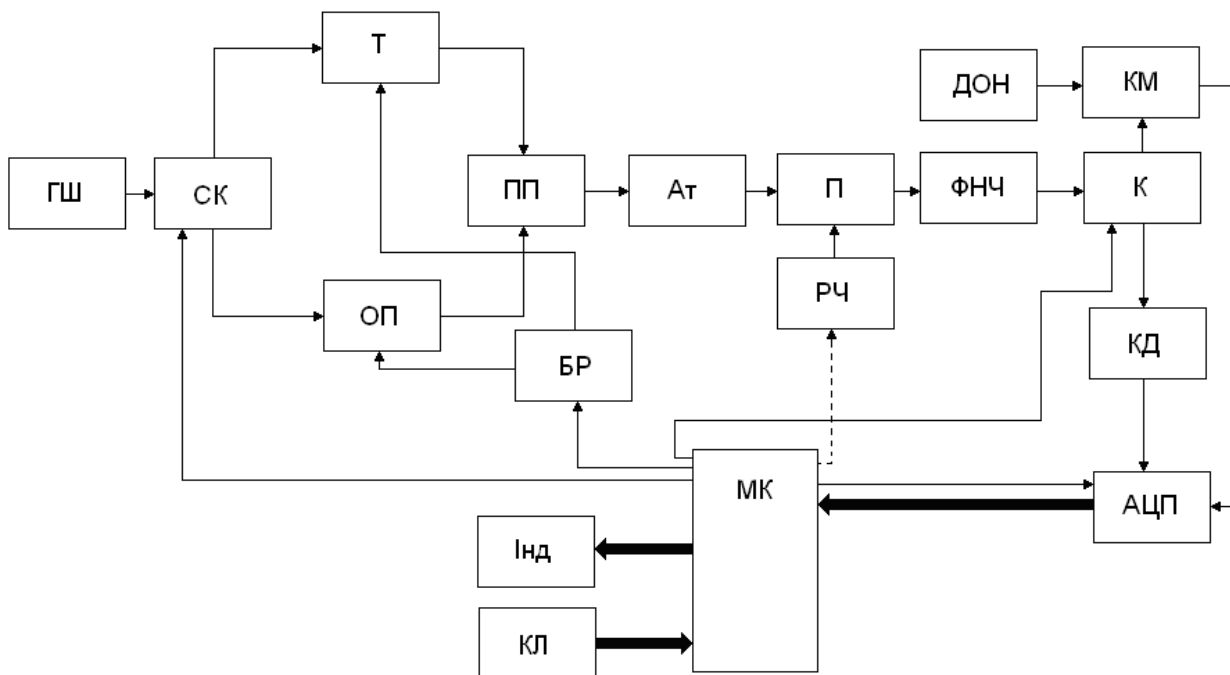 Т
ДОН
КМ
ГШ
СК
ПП
Ат
П
ФНЧ
К
ОП
РЧ
БР
КД
МК
АЦП
Інд
КЛ